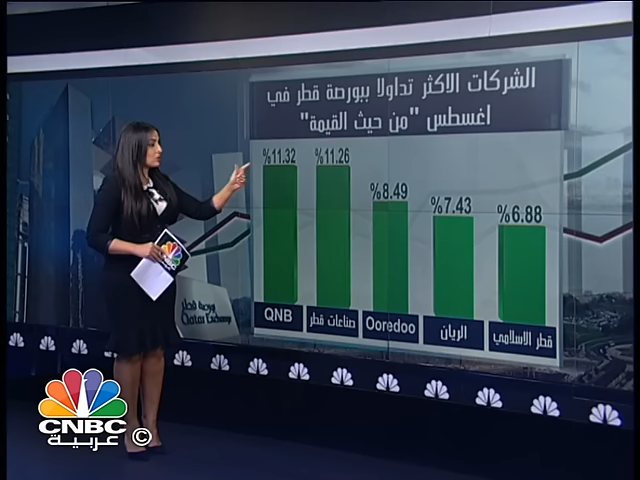 الشركات الاكثر تداولا ببورصة قطر في
اغسطس "من حيث القيمة"
%11.32
%11.26
%8.49
%7.43
%6.88
QNB
صناعات قطر
Ooredoo
الريان
قطر الاسلامي
بورصة قطر
Qatar Exchange
CNBC
CNBC
عربية ©